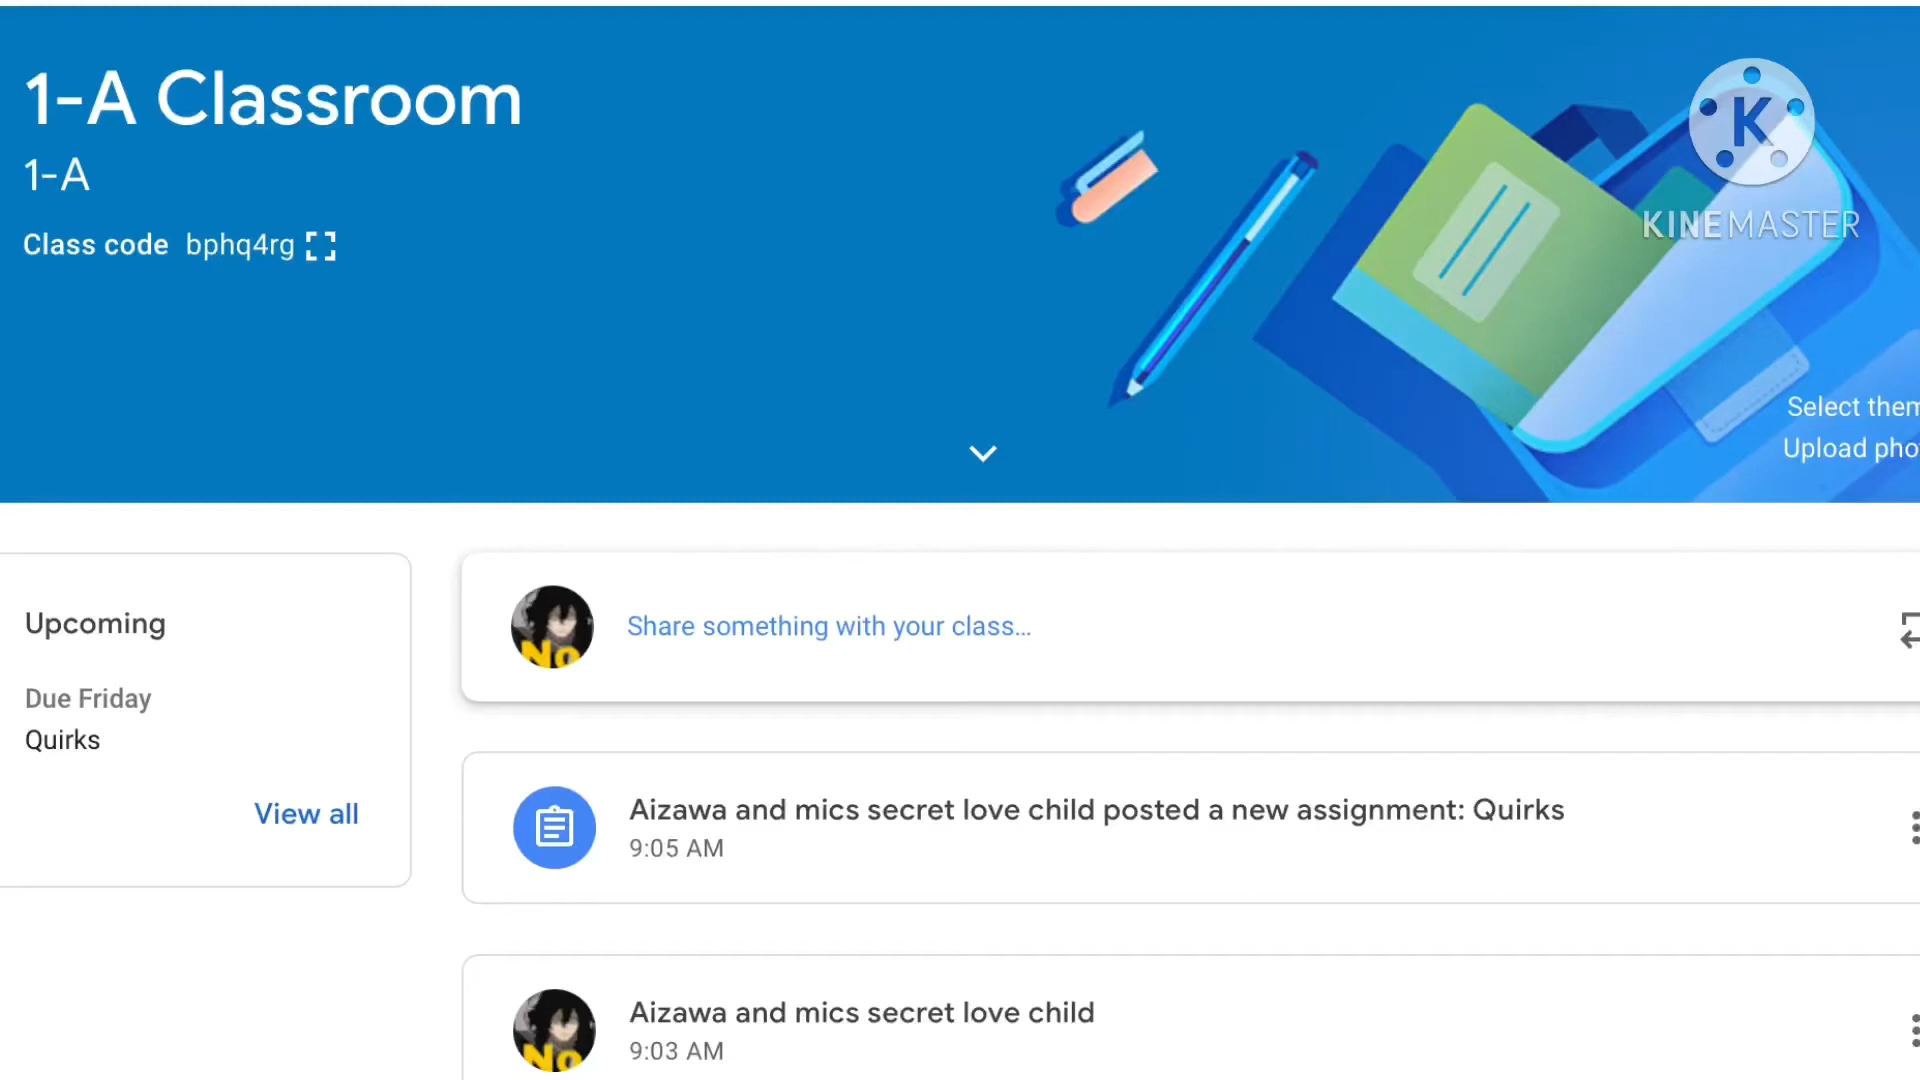 1-A Classroom
1-A
Class code bphq4rg
K
KINEMASTER
Select them
Upload pho
Upcoming
Due Friday
Quirks
View all
No
Share something with your class...
Aizawa and mics secret love child posted a new assignment: Quirks
9:05 AM
No
Aizawa and mics secret love child
9:03 AM